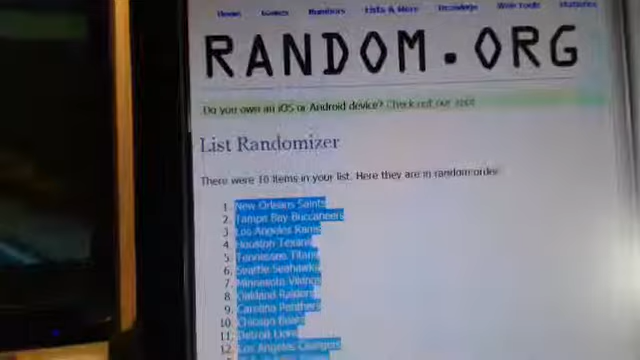 Home Games Numbers Lists & More Drawings Web Tools Statistics
RANDOM.ORG
Do you own an iOS or Android device? Check out our app!
List Randomizer
There were 10 items in your list. Here they are in random order:
1. New Orleans Saints
2. Tampa Bay Buccaneers
3. Los Angeles Rams
4. Houston Texans
5. Tennessee Titans
6. Seattle Seahawks
7. Minnesota Vikings
8. Oakland Raiders
9. Carolina Panthers
10. Chicago Bears
11. Detroit Lions
12. Los Angeles Chargers